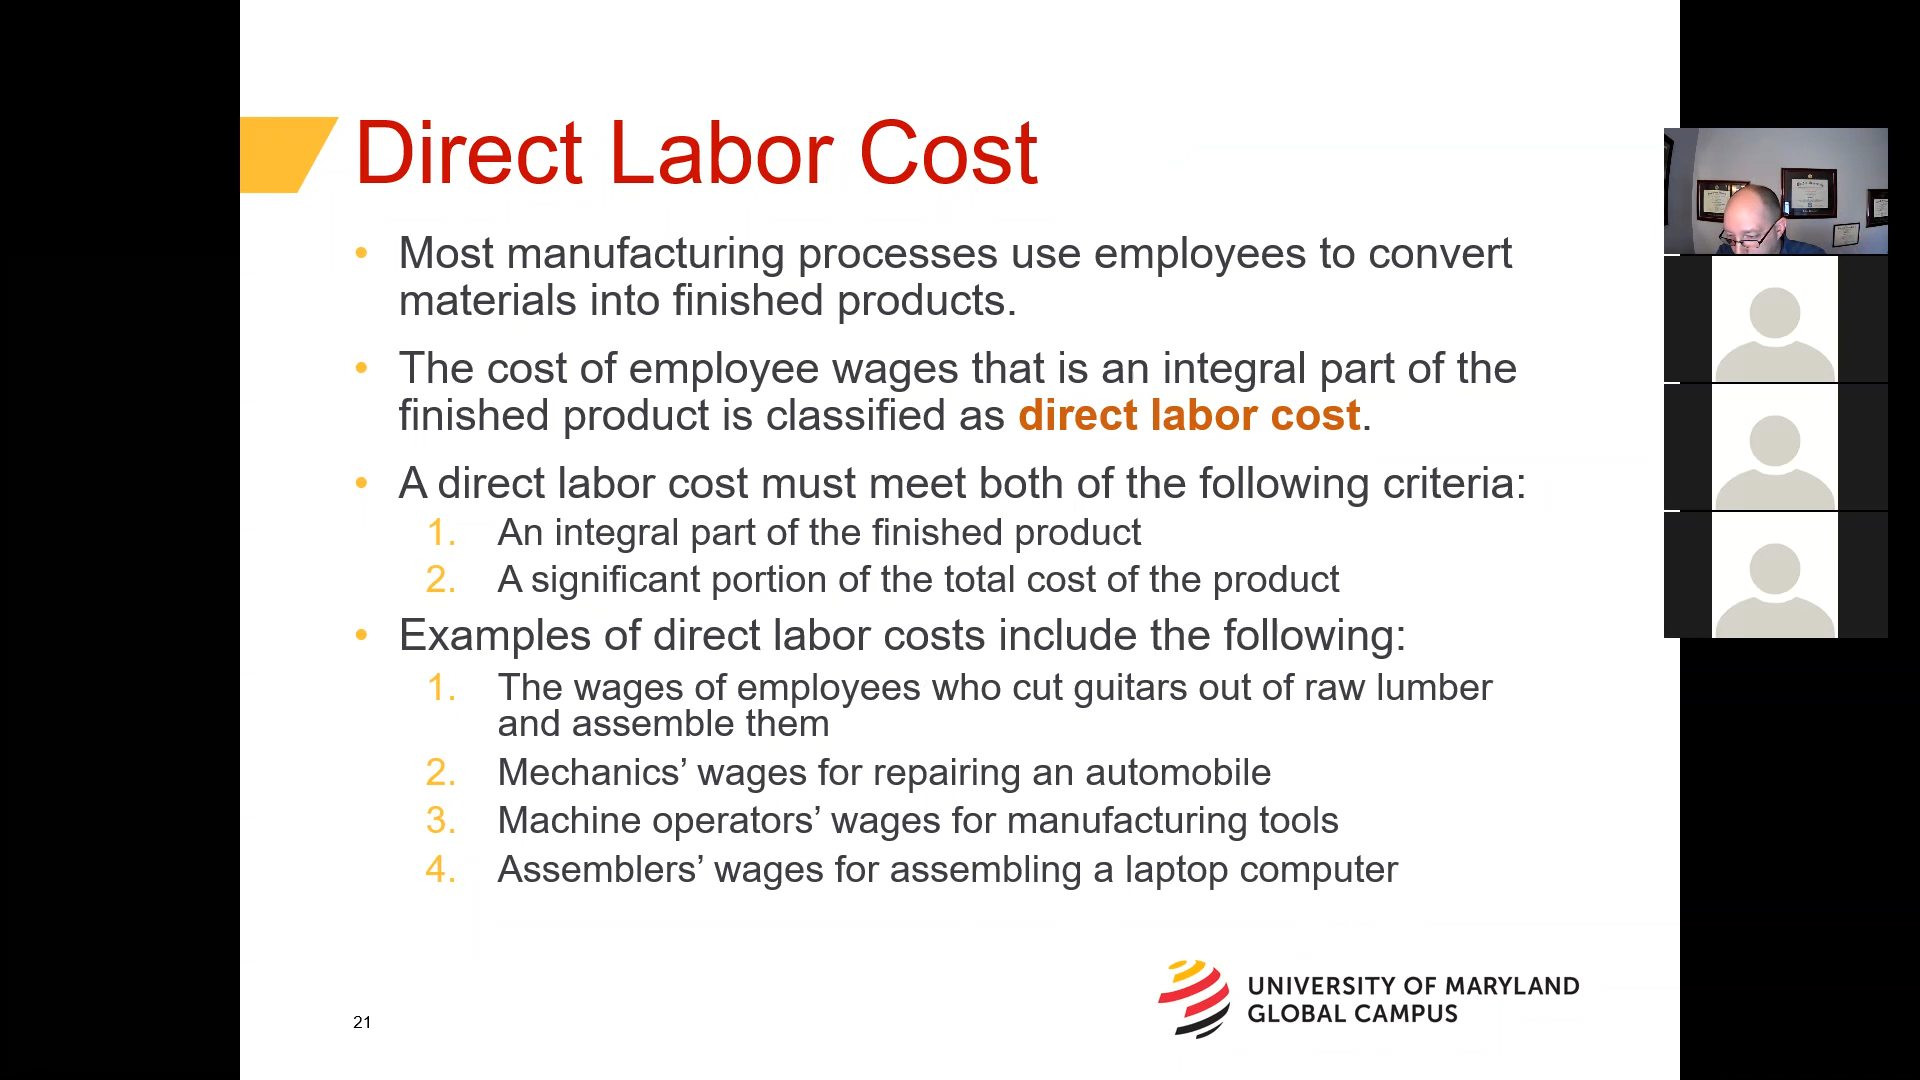 Direct Labor Cost
• Most manufacturing processes use employees to convert
materials into finished products.
• The cost of employee wages that is an integral part of the
finished product is classified as direct labor cost.
• A direct labor cost must meet both of the following criteria:
1. An integral part of the finished product
2. A significant portion of the total cost of the product
• Examples of direct labor costs include the following:
1. The wages of employees who cut guitars out of raw lumber
and assemble them
2. Mechanics’ wages for repairing an automobile
3. Machine operators’ wages for manufacturing tools
4. Assemblers’ wages for assembling a laptop computer
UNIVERSITY OF MARYLAND
GLOBAL CAMPUS
21